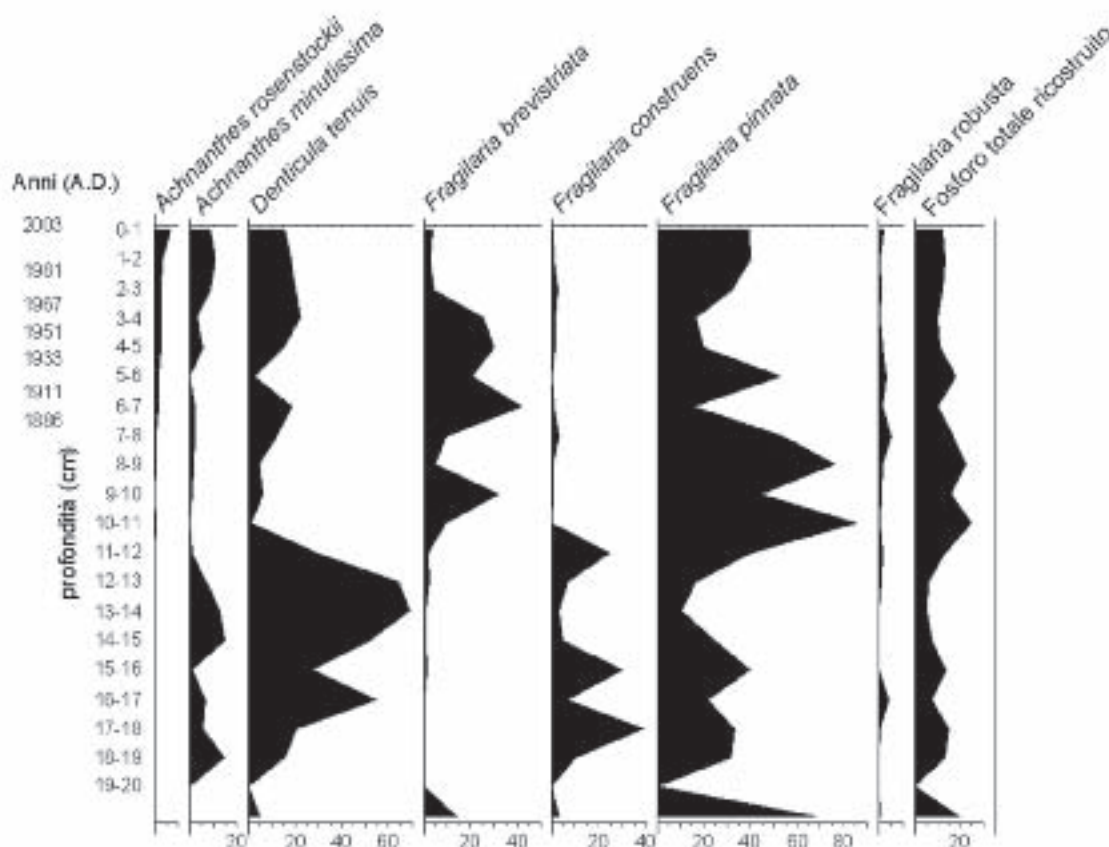 Achnanthes rosenstockii
Achnanthes minutissima
Denticula tenuis
Fragilaria brevistriata
Fragilaria construens
Fragilaria pinnata
Fragilaria robusta
Fosforo totale ricostruito
Anni (A.D.)
2003
1981
1967
1951
1933
1911
1886
profondità (cm)
0-1
1-2
2-3
3-4
4-5
5-6
6-7
7-8
8-9
9-10
10-11
11-12
12-13
13-14
14-15
15-16
16-17
17-18
18-19
19-20
20 20 40 60 20 40 20 40 20 40 60 80 20